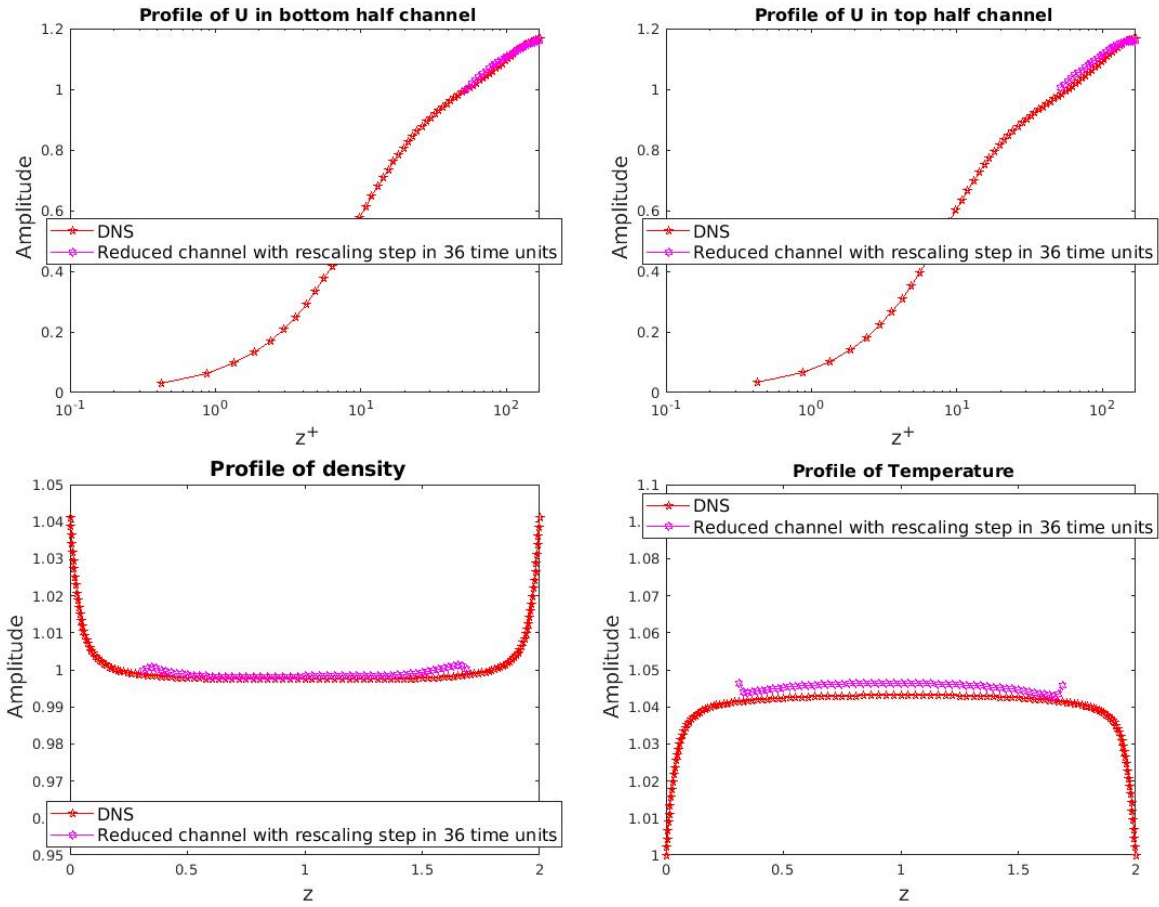 Profile of U in bottom half channel
1.2
1
0.8
0.6
0.4
0.2
0
Amplitude
DNS
Reduced channel with rescaling step in 36 time units
10^-1 10^0 10^1 10^2
z^+
Profile of U in top half channel
1.2
1
0.8
0.6
0.4
0.2
0
Amplitude
DNS
Reduced channel with rescaling step in 36 time units
10^-1 10^0 10^1 10^2
z^+
Profile of density
1.05
1.04
1.03
1.02
1.01
1
0.99
0.98
0.97
0.95
Amplitude
DNS
Reduced channel with rescaling step in 36 time units
0 0.5 1 1.5 2
z
Profile of Temperature
1.1
1.08
1.07
1.06
1.05
1.04
1.03
1.02
1.01
1
Amplitude
DNS
Reduced channel with rescaling step in 36 time units
0 0.5 1 1.5 2
z